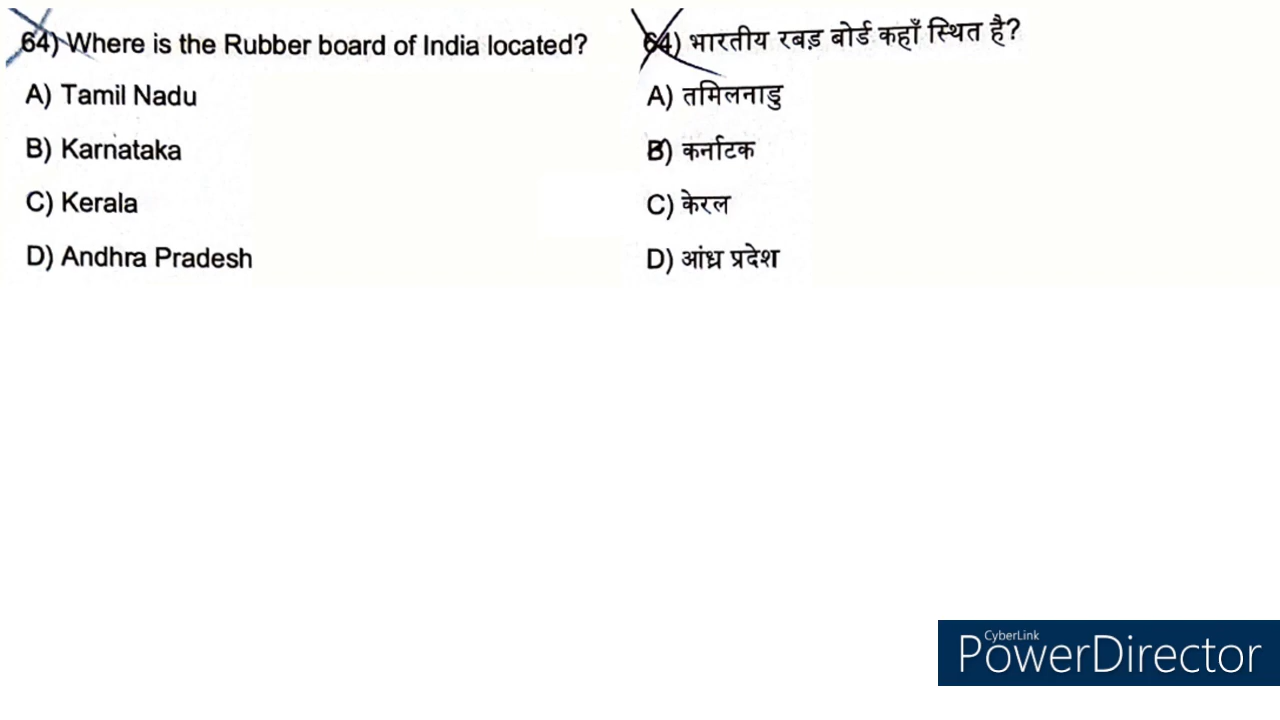 64) Where is the Rubber board of India located?
A) Tamil Nadu
B) Karnataka
C) Kerala
D) Andhra Pradesh
64) भारतीय रबड़ बोर्ड कहाँ स्थित है?
A) तमिलनाडु
B) कर्नाटक
C) केरल
D) आंध्र प्रदेश
CyberLink
PowerDirector